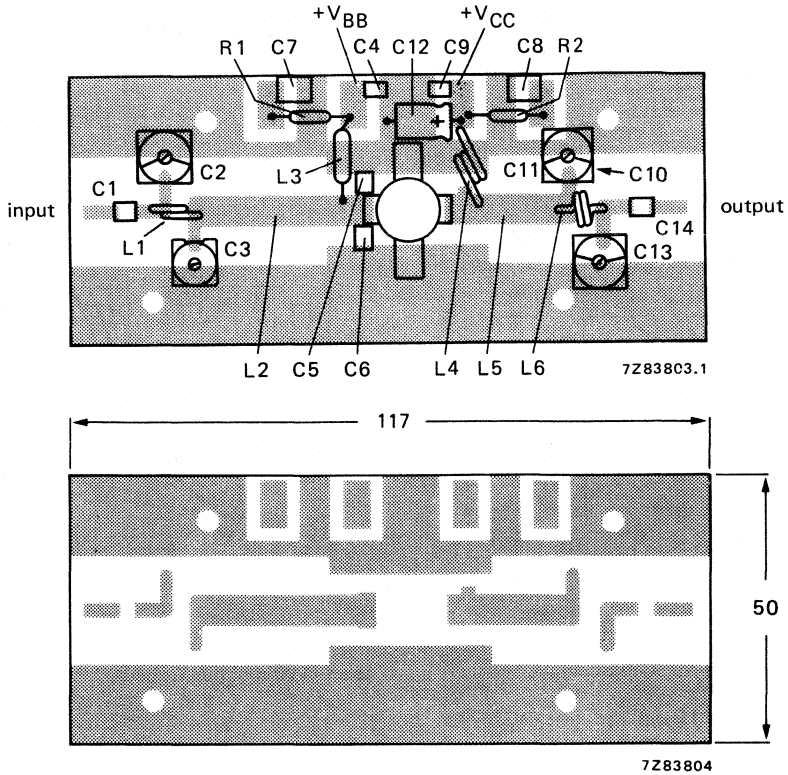 +VBB
+VCC
R1
C7
C4
C12
C9
C8
R2
C2
L3
C11
C10
C1
input
output
L1
C3
C14
C13
L2
C5
C6
L4
L5
L6
7Z83803.1
117
50
7Z83804
+